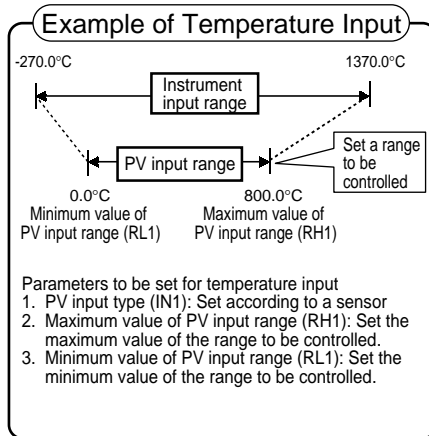 Example of Temperature Input
-270.0°C
1370.0°C
Instrument
input range
PV input range
Set a range
to be
controlled
0.0°C
Minimum value of
PV input range (RL1)
800.0°C
Maximum value of
PV input range (RH1)
Parameters to be set for temperature input
1. PV input type (IN1): Set according to a sensor
2. Maximum value of PV input range (RH1): Set the
maximum value of the range to be controlled.
3. Minimum value of PV input range (RL1): Set the
minimum value of the range to be controlled.